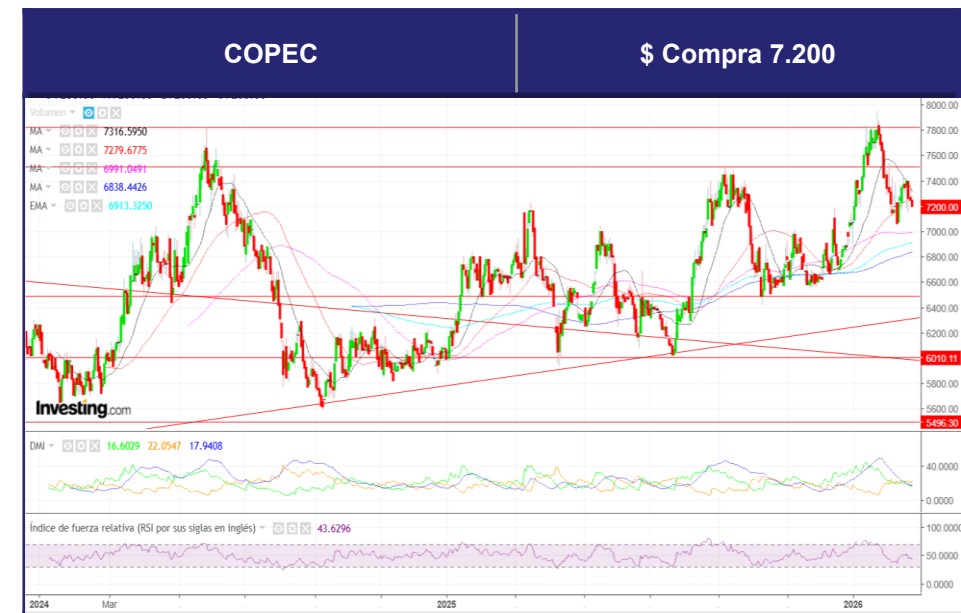 COPEC
$ Compra 7.200
Volumen
8000.00
MA 7316.5950
7800.00
MA 7279.6775
7600.00
MA 6991.0491
7400.00
MA 6838.4426
7200.00
EMA 6913.3250
7000.00
6800.00
6600.00
6400.00
6200.00
6010.11
5800.00
5600.00
5496.30
Investing.com
DMI 16.6029 22.0547 17.9408
40.0000
0.0000
Índice de fuerza relativa (RSI por sus siglas en inglés) 43.6296
100.0000
50.0000
0.0000
2024 Mar 2025 2026